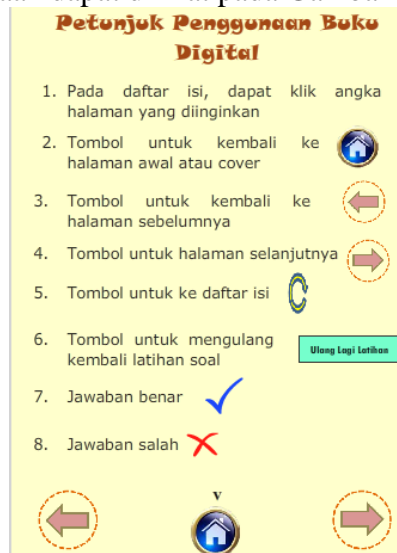 Petunjuk Penggunaan Buku
Digital
1. Pada daftar isi, dapat klik angka
halaman yang diinginkan
2. Tombol untuk kembali ke
halaman awal atau cover
3. Tombol untuk kembali ke
halaman sebelumnya
4. Tombol untuk halaman selanjutnya
5. Tombol untuk ke daftar isi C
6. Tombol untuk mengulang
kembali latihan soal
Ulang Lagi Latihan
7. Jawaban benar
8. Jawaban salah
v